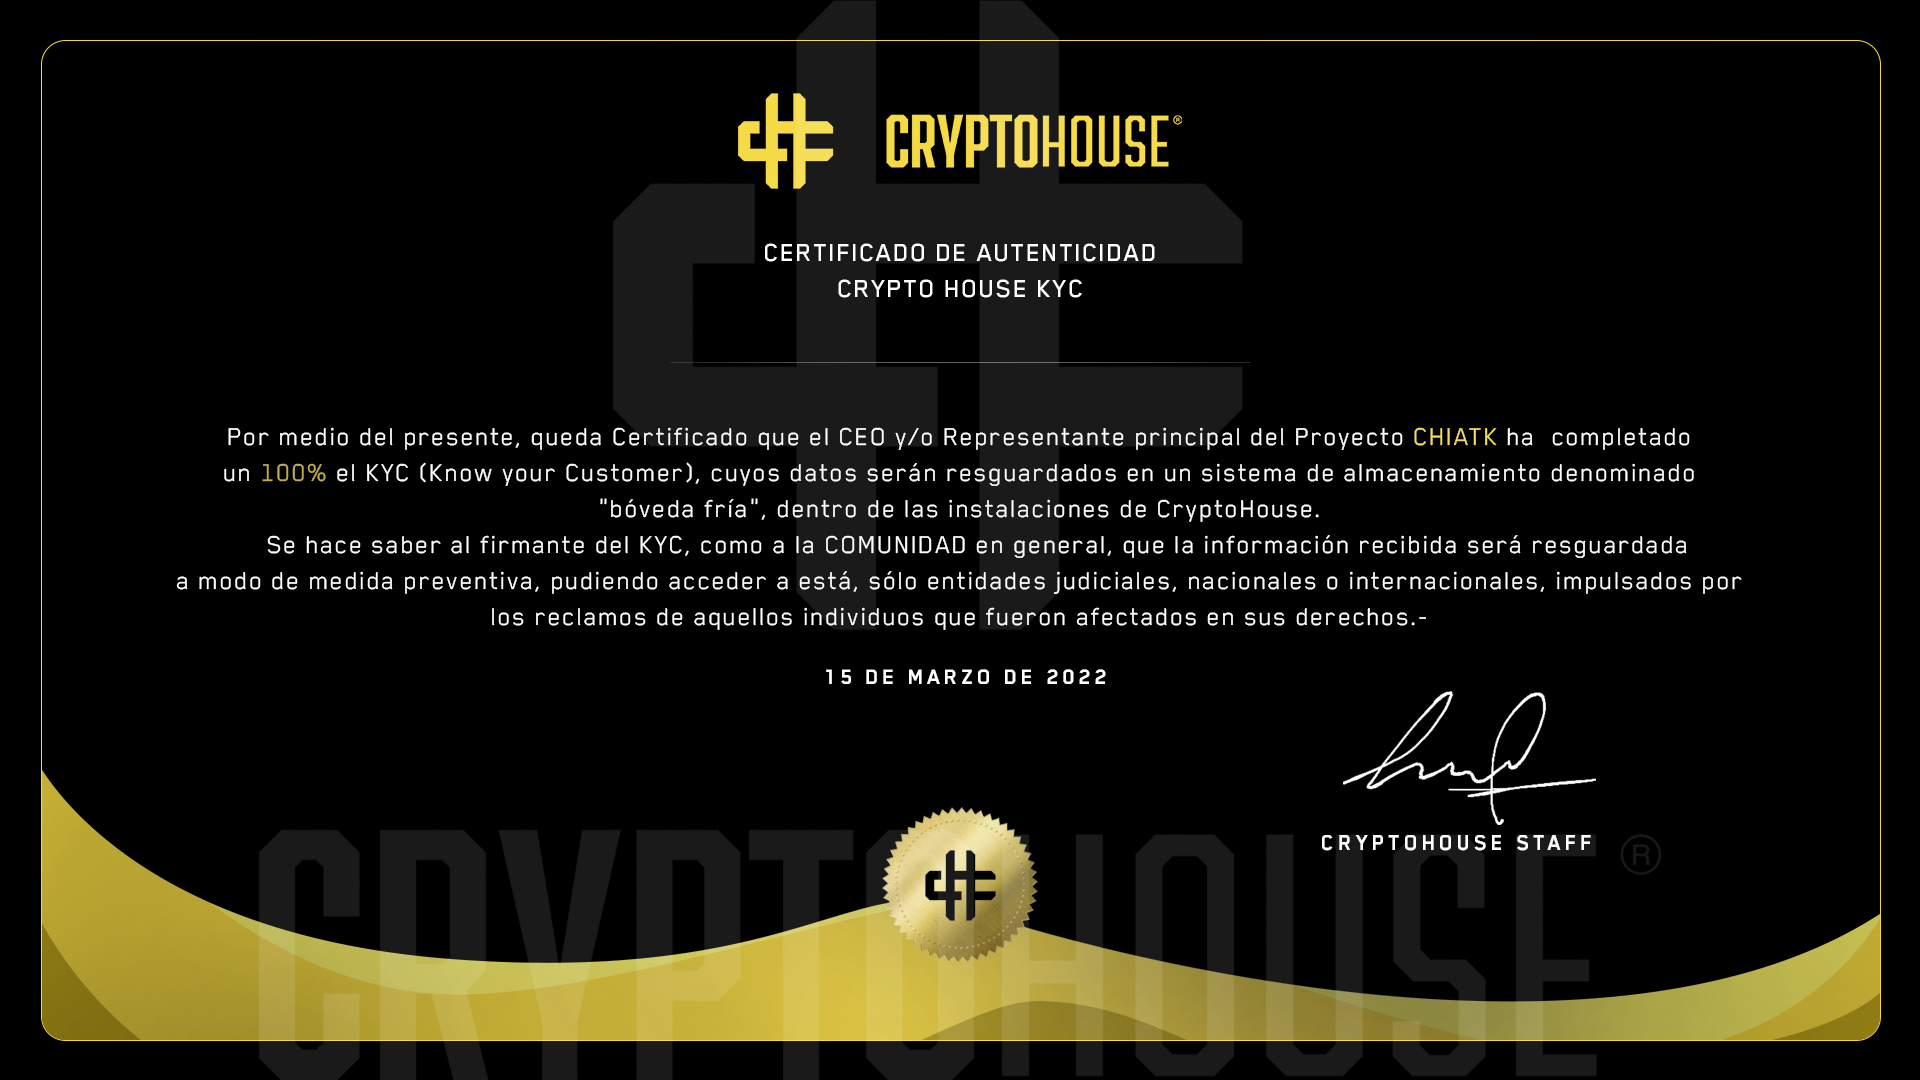 CRYPTOHOUSE®
CERTIFICADO DE AUTENTICIDAD
CRYPTO HOUSE KYC
Por medio del presente, queda Certificado que el CEO y/o Representante principal del Proyecto CHIATK ha completado
un 100% el KYC (Know your Customer), cuyos datos serán resguardados en un sistema de almacenamiento denominado
"bóveda fría", dentro de las instalaciones de CryptoHouse.
Se hace saber al firmante del KYC, como a la COMUNIDAD en general, que la información recibida será resguardada
a modo de medida preventiva, pudiendo acceder a está, sólo entidades judiciales, nacionales o internacionales, impulsados por
los reclamos de aquellos individuos que fueron afectados en sus derechos.-
15 DE MARZO DE 2022
CRYPTOHOUSE STAFF
CRYPTOHOUSE®